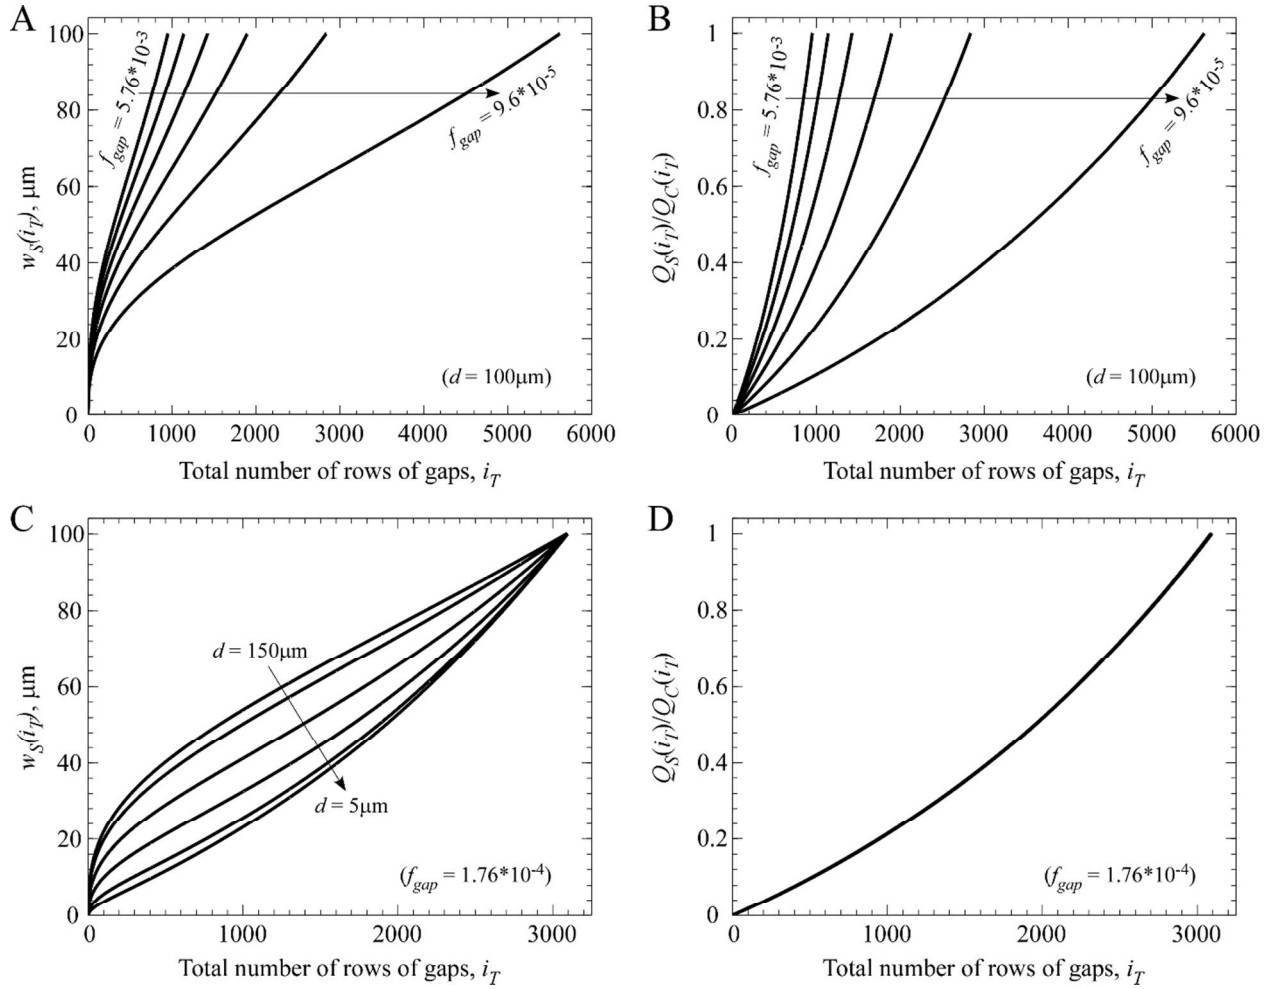 A
100
80
60
40
20
0
w_S(i_T), μm
f_gap = 5.76*10^-3
f_gap = 9.6*10^-5
(d = 100μm)
0 1000 2000 3000 4000 5000 6000
Total number of rows of gaps, i_T
B
1
0.8
0.6
0.4
0.2
0
Q_S(i_T)/Q_C(i_T)
f_gap = 5.76*10^-3
f_gap = 9.6*10^-5
(d = 100μm)
0 1000 2000 3000 4000 5000 6000
Total number of rows of gaps, i_T
C
100
80
60
40
20
0
w_S(i_T), μm
d = 150μm
d = 5μm
(f_gap = 1.76*10^-4)
0 1000 2000 3000
Total number of rows of gaps, i_T
D
1
0.8
0.6
0.4
0.2
0
Q_S(i_T)/Q_C(i_T)
(f_gap = 1.76*10^-4)
0 1000 2000 3000
Total number of rows of gaps, i_T